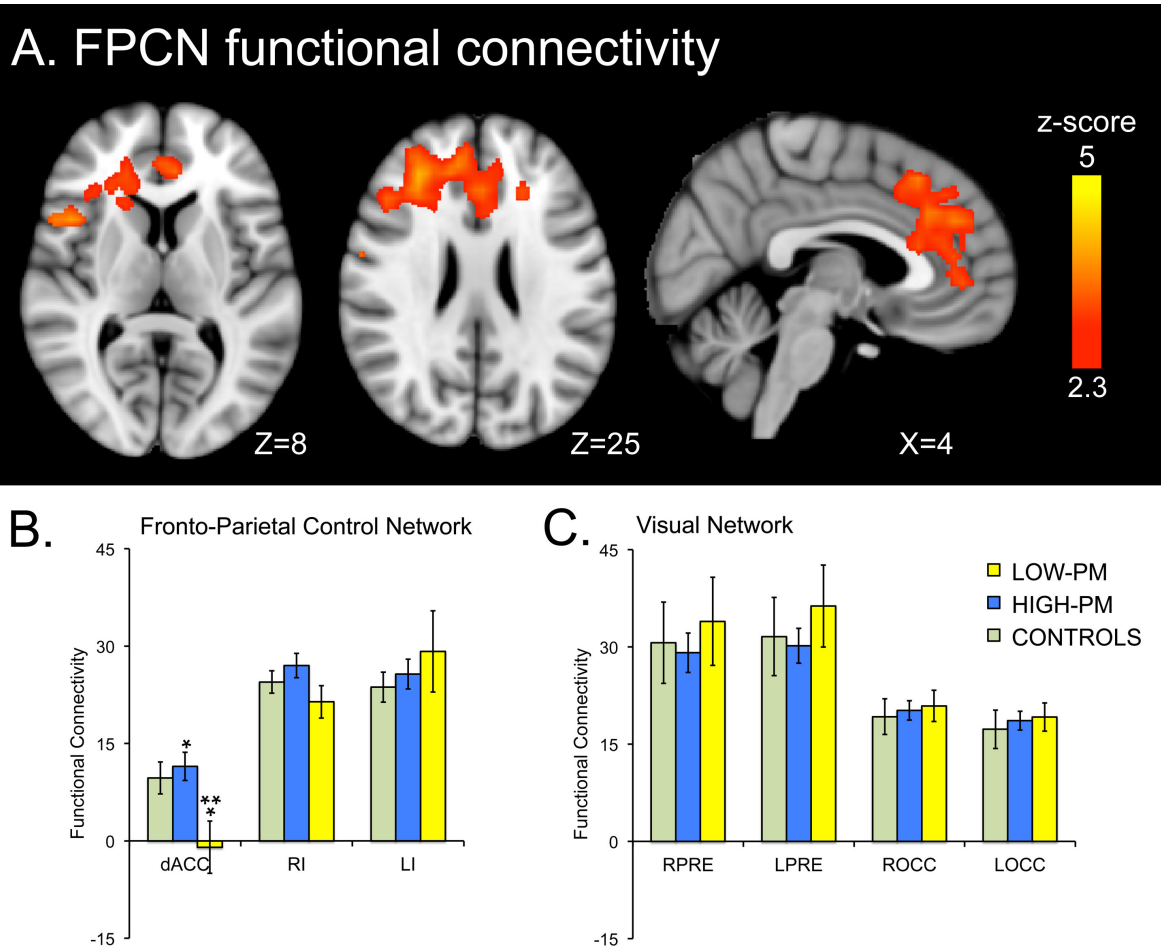 A. FPCN functional connectivity
z-score
5
2.3
Z=8
Z=25
X=4
B.
Fronto-Parietal Control Network
Functional Connectivity
45
30
15
0
-15
*
**
*
dACC
RI
LI
C.
Visual Network
Functional Connectivity
45
30
15
0
-15
LOW-PM
HIGH-PM
CONTROLS
RPRE
LPRE
ROCC
LOCC